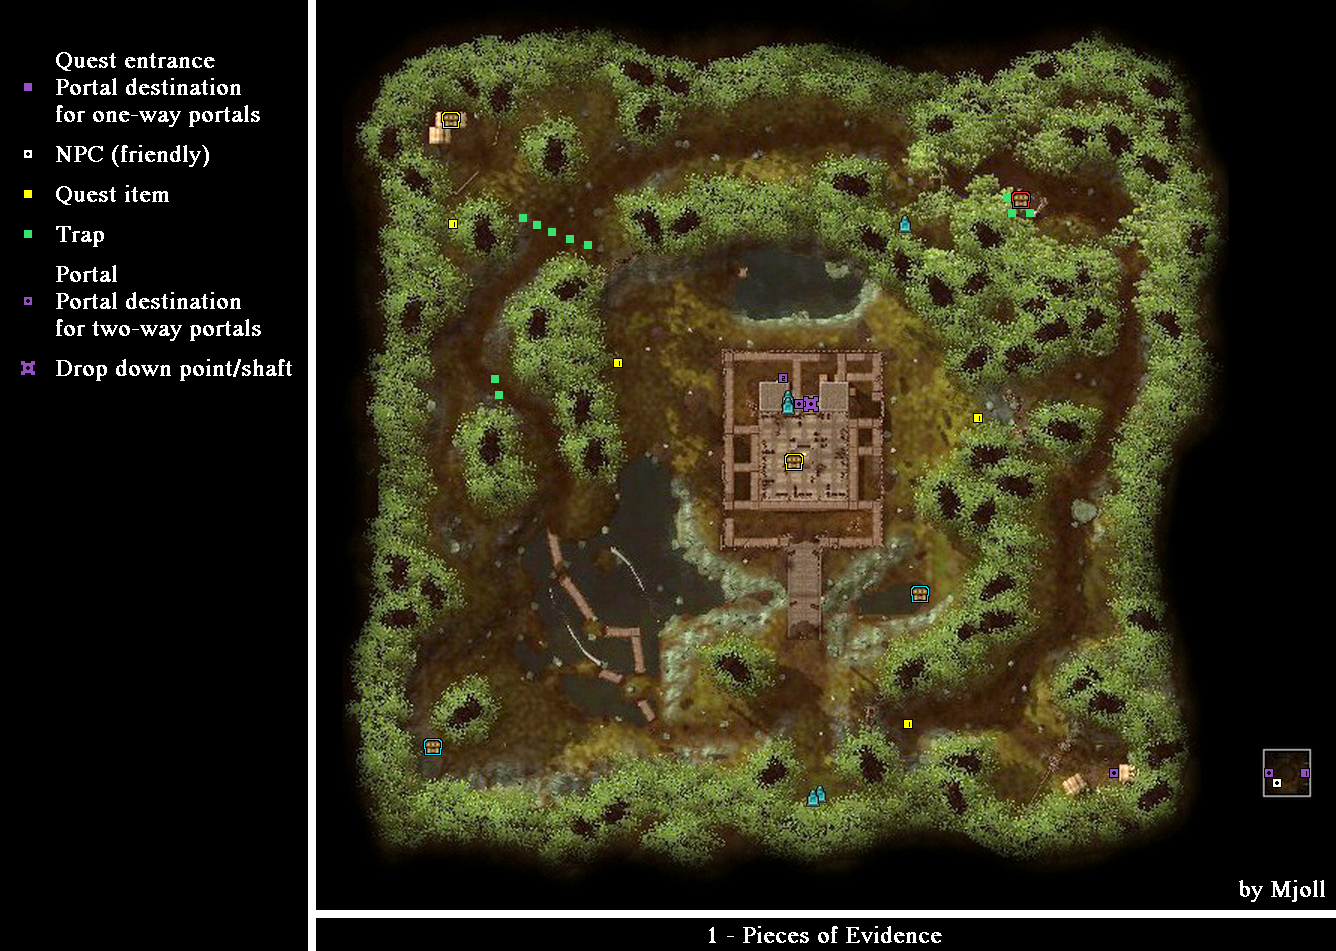 Quest entrance
Portal destination
for one-way portals
NPC (friendly)
Quest item
Trap
Portal
Portal destination
for two-way portals
Drop down point/shaft
by Mjoll
1 - Pieces of Evidence